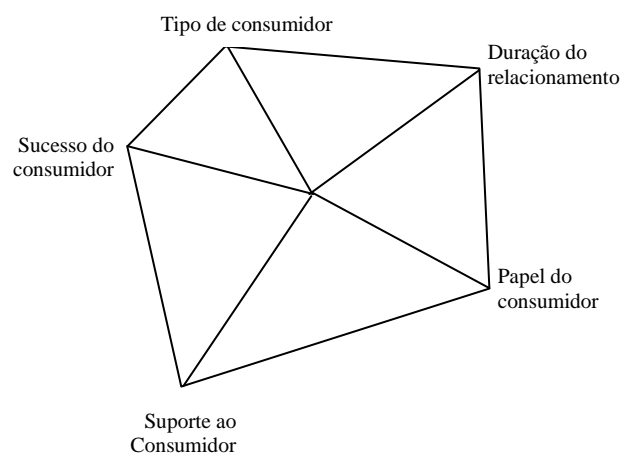 Tipo de consumidor
Duração do
relacionamento
Sucesso do
consumidor
Papel do
consumidor
Suporte ao
Consumidor